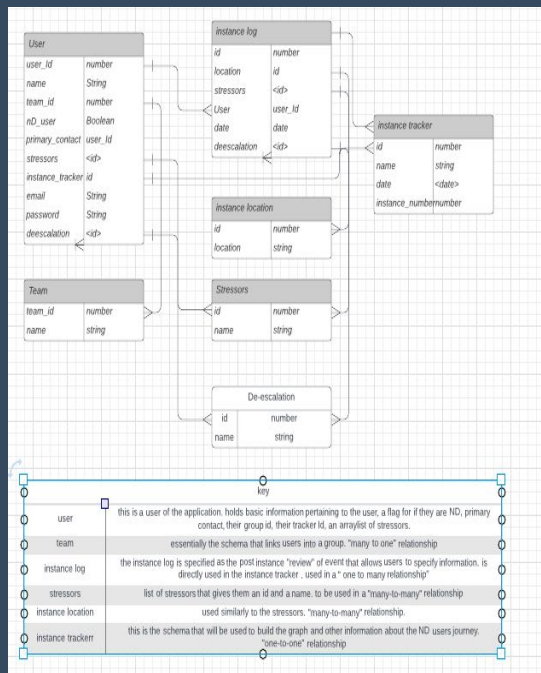 User
user_Id number
name String
team_id number
nD_user Boolean
primary_contact user_Id
stressors <id>
instance_tracker id
email String
password String
deescalation <id>
Team
team_id number
name string
instance log
id number
location id
stressors <id>
User user_Id
date date
deescalation <id>
instance location
id number
location string
Stressors
id number
name string
De-escalation
id number
name string
instance tracker
id number
name string
date <date>
instance_number number
key
user this is a user of the application. holds basic information pertaining to the user, a flag for if they are ND, primary
contact, their group id, their tracker Id, an arraylist of stressors.
team essentially the schema that links users into a group. "many to one" relationship
instance log the instance log is specified as the post instance "review" of event that allows users to specify information. is
directly used in the instance tracker . used in a " one to many relationship"
stressors list of stressors that gives them an id and a name. to be used in a "many-to-many" relationship
instance location used similarly to the stressors. "many-to-many" relationship.
instance trackerr this is the schema that will be used to build the graph and other information about the ND users journey.
"one-to-one" relationship